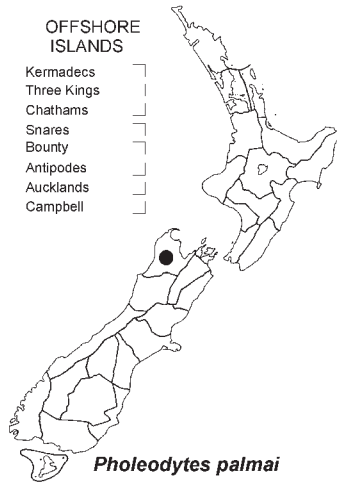 OFFSHORE
ISLANDS
Kermadecs
Three Kings
Chathams
Snares
Bounty
Antipodes
Aucklands
Campbell
Pholeodytes palmai